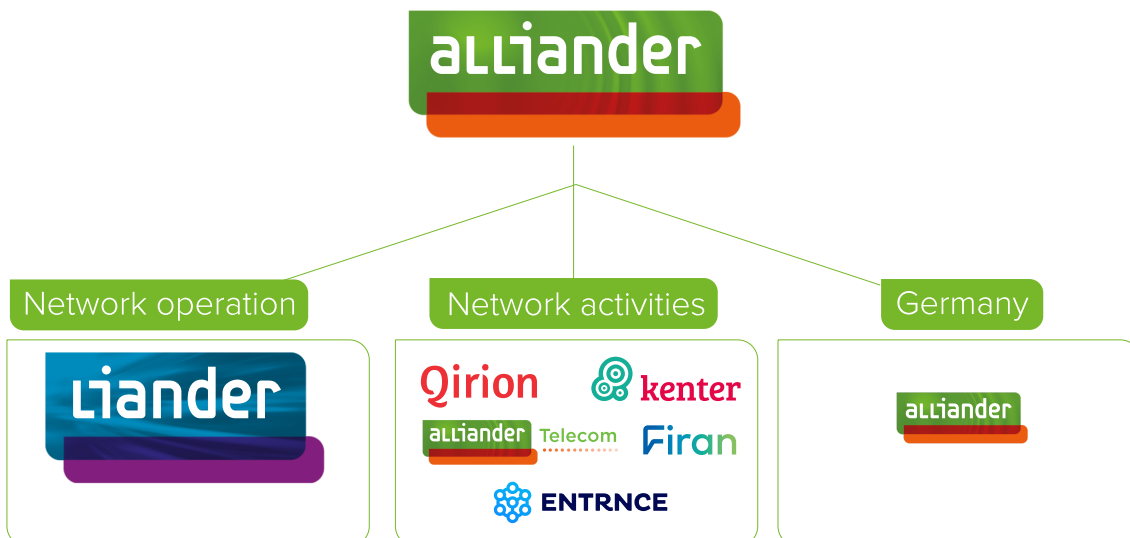 alliander
Network operation
Network activities
Germany
Liander
Qirion
kenter
alliander Telecom
Firan
ENTRNCE
alliander